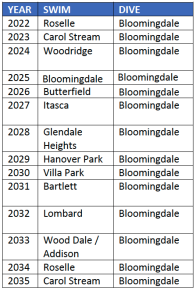 YEAR SWIM DIVE
2022 Roselle Bloomingdale
2023 Carol Stream Bloomingdale
2024 Woodridge Bloomingdale
2025 Bloomingdale Bloomingdale
2026 Butterfield Bloomingdale
2027 Itasca Bloomingdale
2028 Glendale Bloomingdale
Heights
2029 Hanover Park Bloomingdale
2030 Villa Park Bloomingdale
2031 Bartlett Bloomingdale
2032 Lombard Bloomingdale
2033 Wood Dale / Bloomingdale
Addison
2034 Roselle Bloomingdale
2035 Carol Stream Bloomingdale